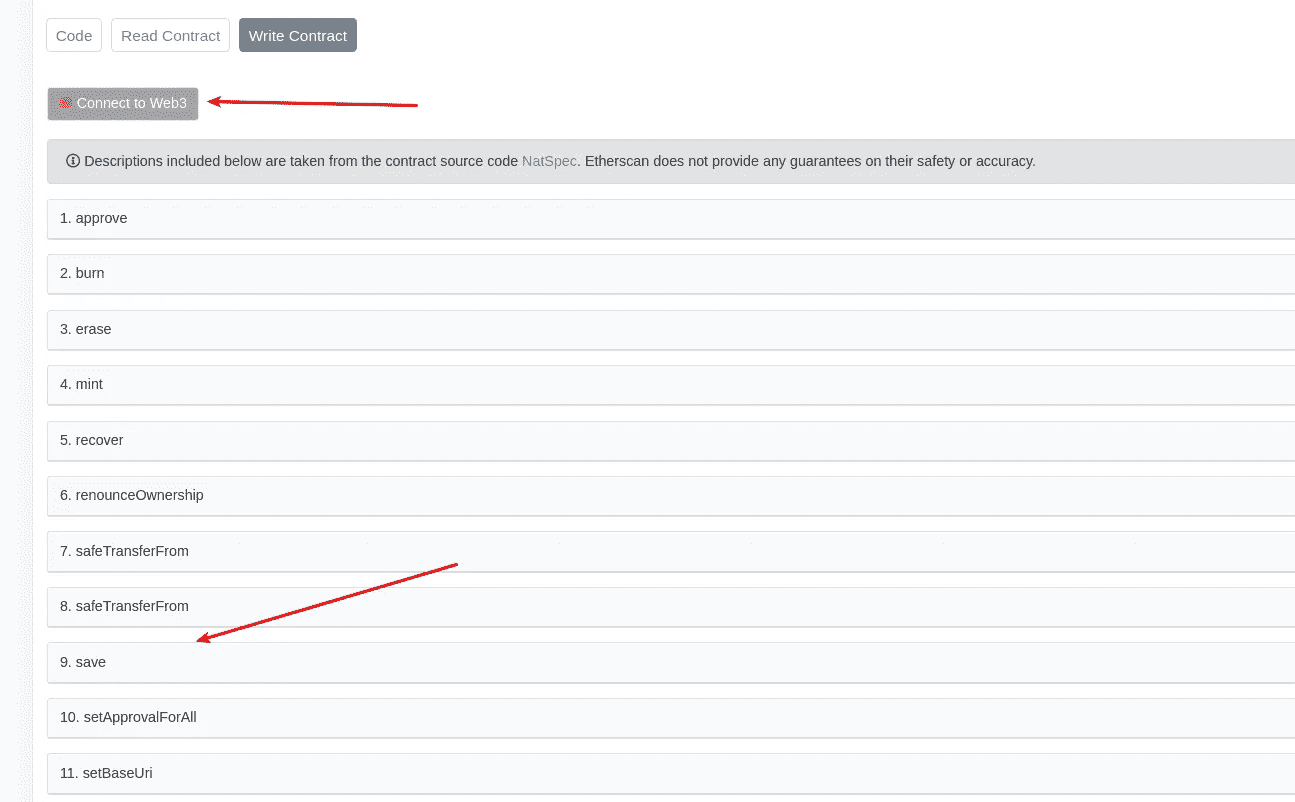 Code Read Contract Write Contract
Connect to Web3
Descriptions included below are taken from the contract source code NatSpec. Etherscan does not provide any guarantees on their safety or accuracy.
1. approve
2. burn
3. erase
4. mint
5. recover
6. renounceOwnership
7. safeTransferFrom
8. safeTransferFrom
9. save
10. setApprovalForAll
11. setBaseUri